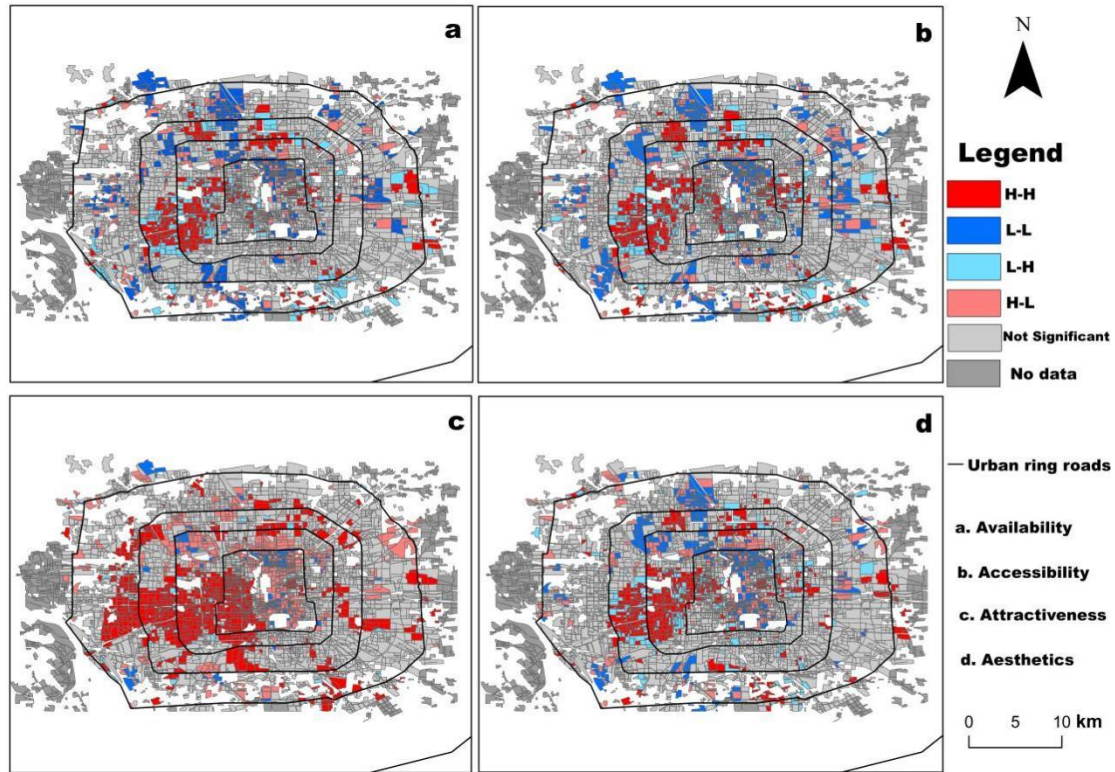 a
b
N
Legend
H-H
L-L
L-H
H-L
Not Significant
No data
c
d
Urban ring roads
a. Availability
b. Accessibility
c. Attractiveness
d. Aesthetics
0 5 10 km